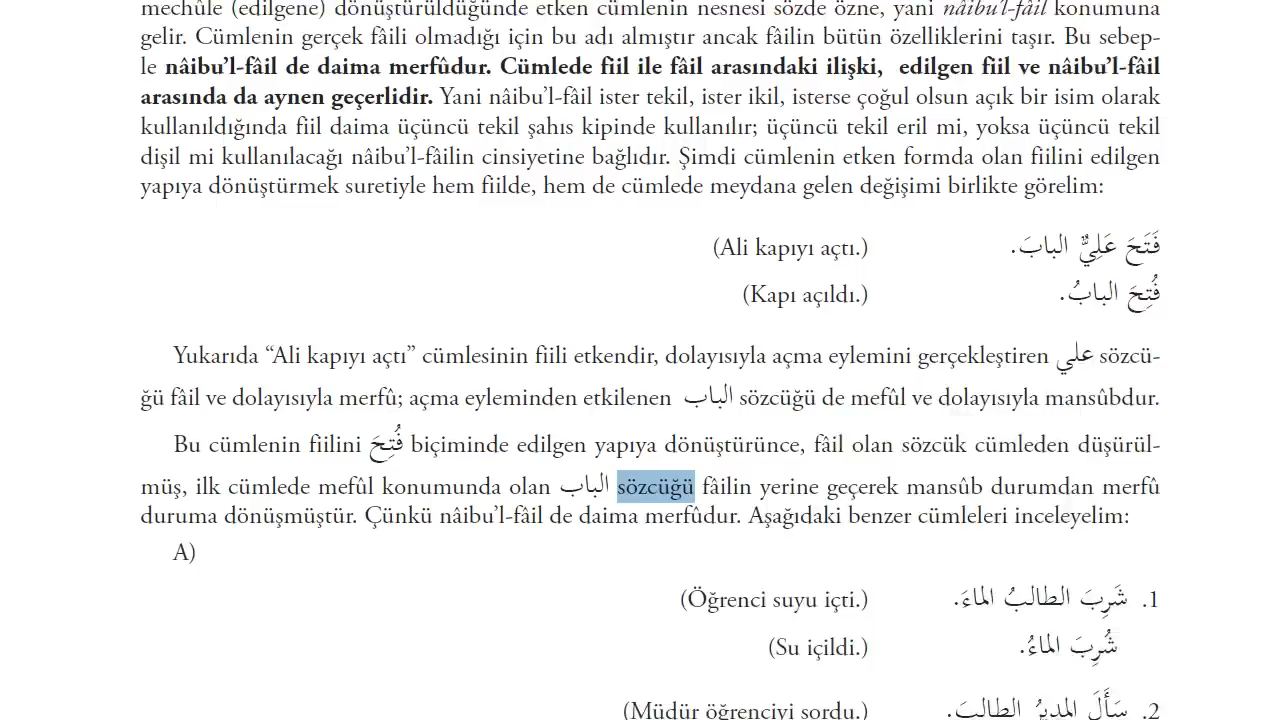 mechûle (edilgene) dönüştürüldüğünde etken cümlenin nesnesi sözde özne, yani nâibu'l-fâil konumuna
gelir. Cümlenin gerçek fâili olmadığı için bu adı almıştır ancak fâilin bütün özelliklerini taşır. Bu sebep-
le nâibu'l-fâil de daima merfûdur. Cümlede fiil ile fâil arasındaki ilişki, edilgen fiil ve nâibu'l-fâil
arasında da aynen geçerlidir. Yani nâibu'l-fâil ister tekil, ister ikil, isterse çoğul olsun açık bir isim olarak
kullanıldığında fiil daima üçüncü tekil şahıs kipinde kullanılır; üçüncü tekil eril mi, yoksa üçüncü tekil
dişil mi kullanılacağı nâibu'l-fâilin cinsiyetine bağlıdır. Şimdi cümlenin etken formda olan fiilini edilgen
yapıya dönüştürmek suretiyle hem fiilde, hem de cümlede meydana gelen değişimi birlikte görelim:
(Ali kapıyı açtı.) فَتَحَ عَلِيٌّ البابَ.
(Kapı açıldı.) فُتِحَ البابُ.
Yukarıda “Ali kapıyı açtı” cümlesinin fiili etkendir, dolayısıyla açma eylemini gerçekleştiren علي sözcü-
ğü fâil ve dolayısıyla merfû; açma eyleminden etkilenen الباب sözcüğü de mefûl ve dolayısıyla mansûbdur.
Bu cümlenin fiilini فُتِحَ biçiminde edilgen yapıya dönüştürünce, fâil olan sözcük cümleden düşürül-
müş, ilk cümlede mefûl konumunda olan الباب sözcüğü fâilin yerine geçerek mansûb durumdan merfû
duruma dönüşmüştür. Çünkü nâibu'l-fâil de daima merfûdur. Aşağıdaki benzer cümleleri inceleyelim:
A)
(Öğrenci suyu içti.) 1. شَرِبَ الطالبُ الماءَ.
(Su içildi.) شُرِبَ الماءُ.
(Müdür öğrenciyi sordu.) 2. سَأَلَ المديرُ الطالبَ.